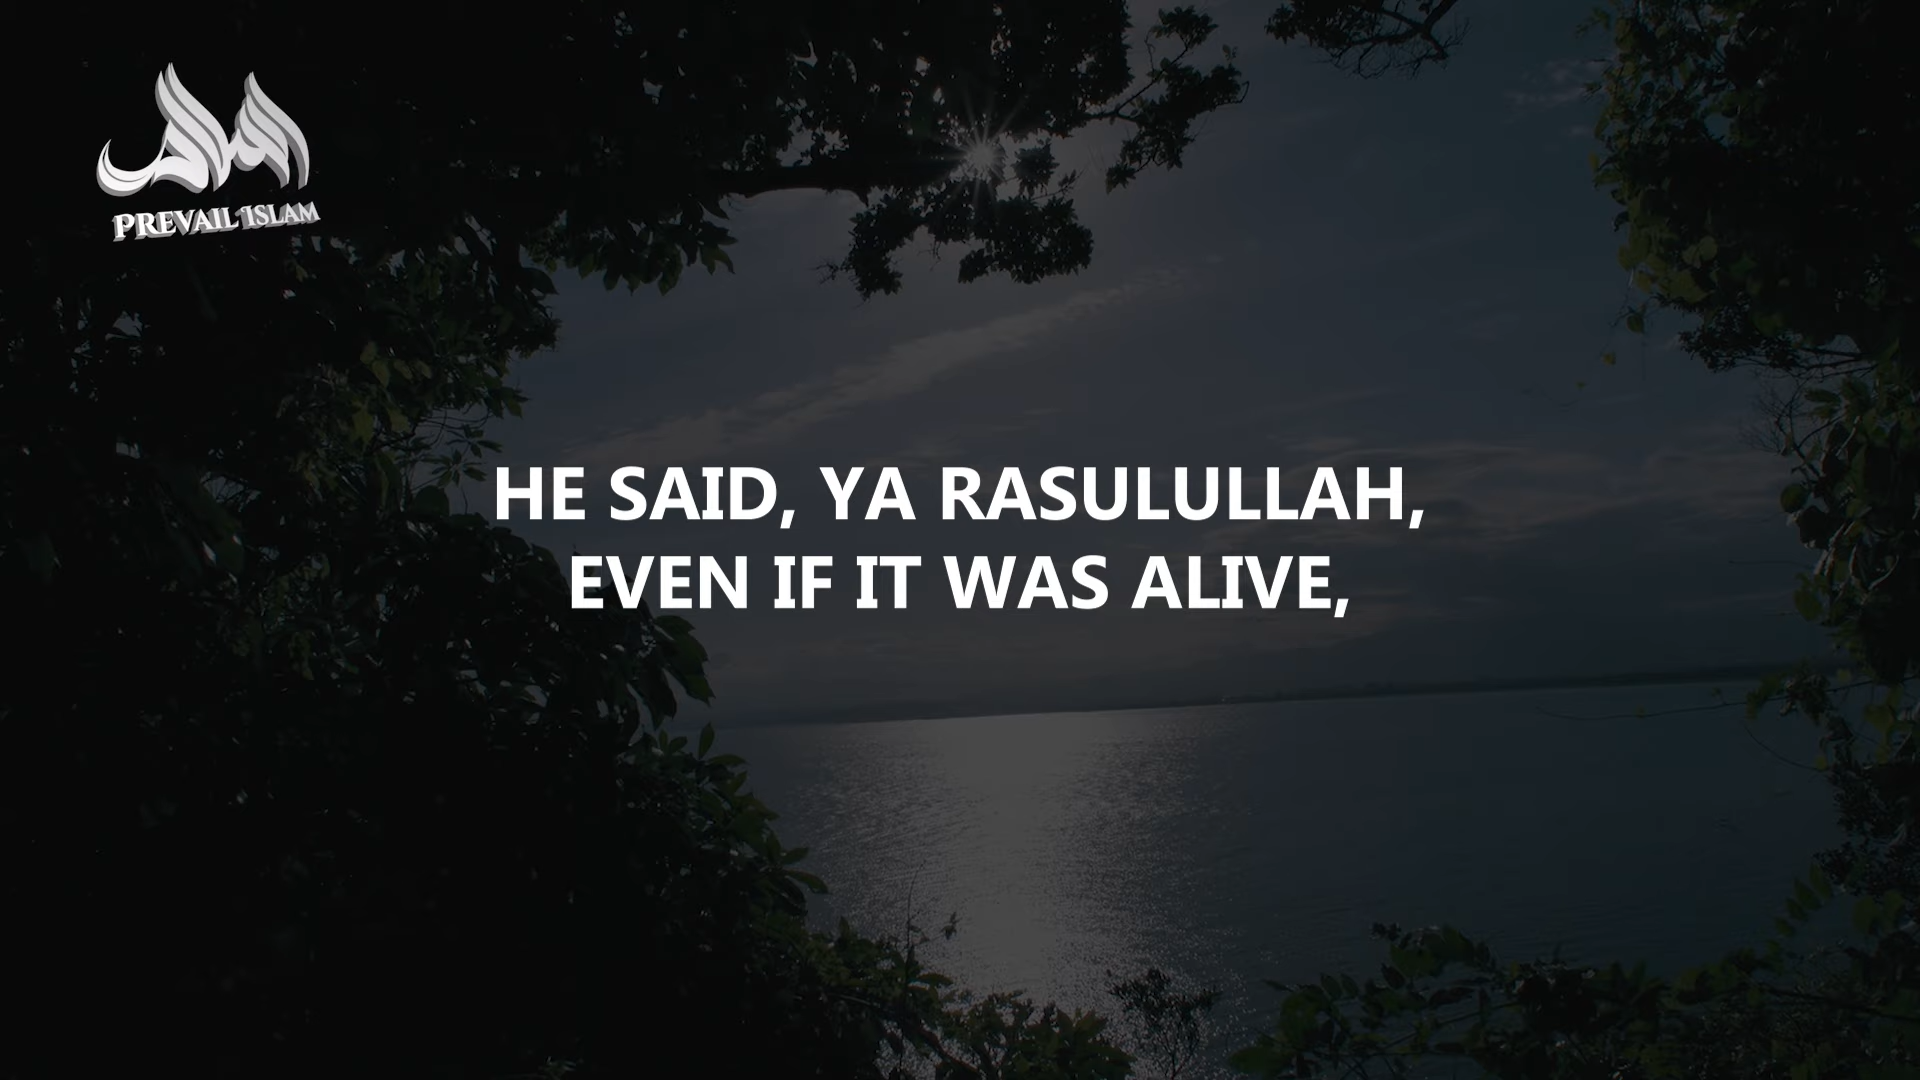 PREVAIL ISLAM
HE SAID, YA RASULULLAH,
EVEN IF IT WAS ALIVE,